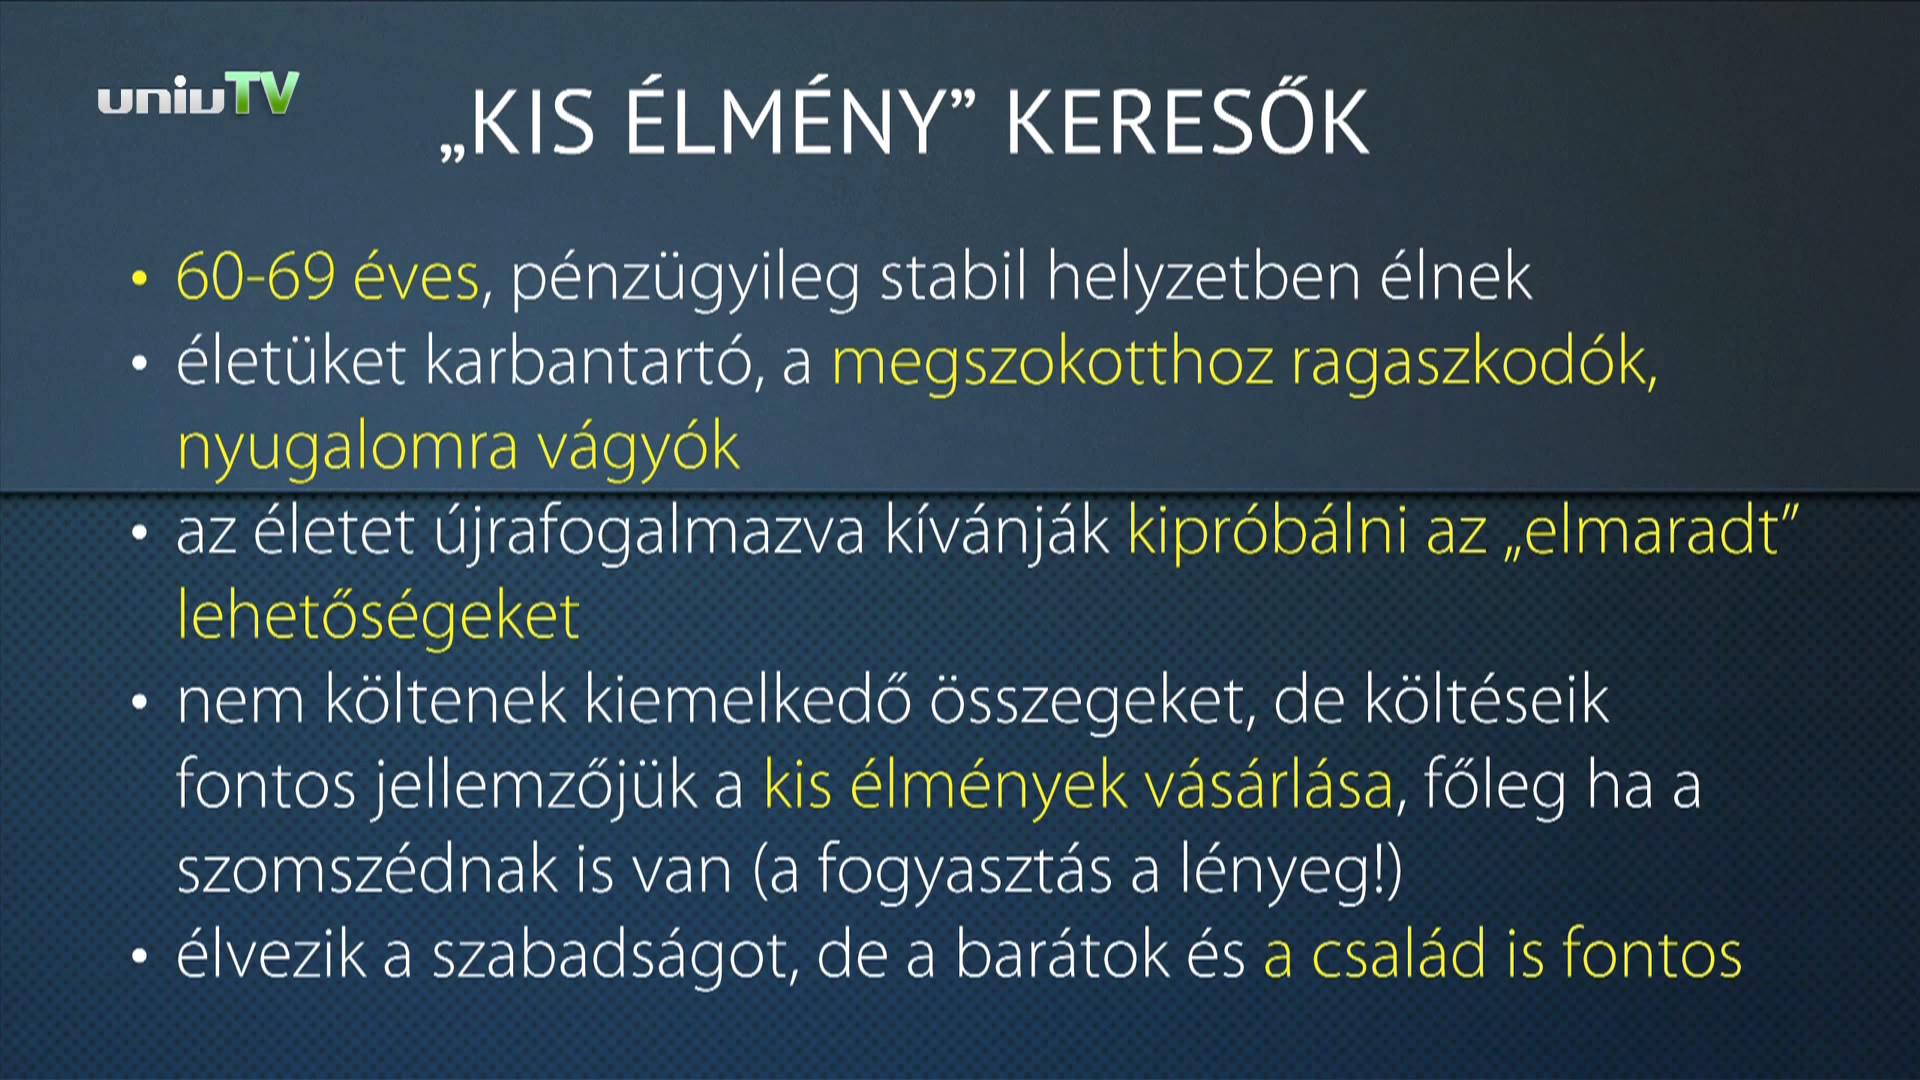 uniuTV
„KIS ÉLMÉNY” KERESŐK
• 60-69 éves, pénzügyileg stabil helyzetben élnek
• életüket karbantartó, a megszokotthoz ragaszkodók,
nyugalomra vágyók
• az életet újrafogalmazva kívánják kipróbálni az „elmaradt”
lehetőségeket
• nem költenek kiemelkedő összegeket, de költéseik
fontos jellemzőjük a kis élmények vásárlása, főleg ha a
szomszédnak is van (a fogyasztás a lényeg!)
• élvezik a szabadságot, de a barátok és a család is fontos